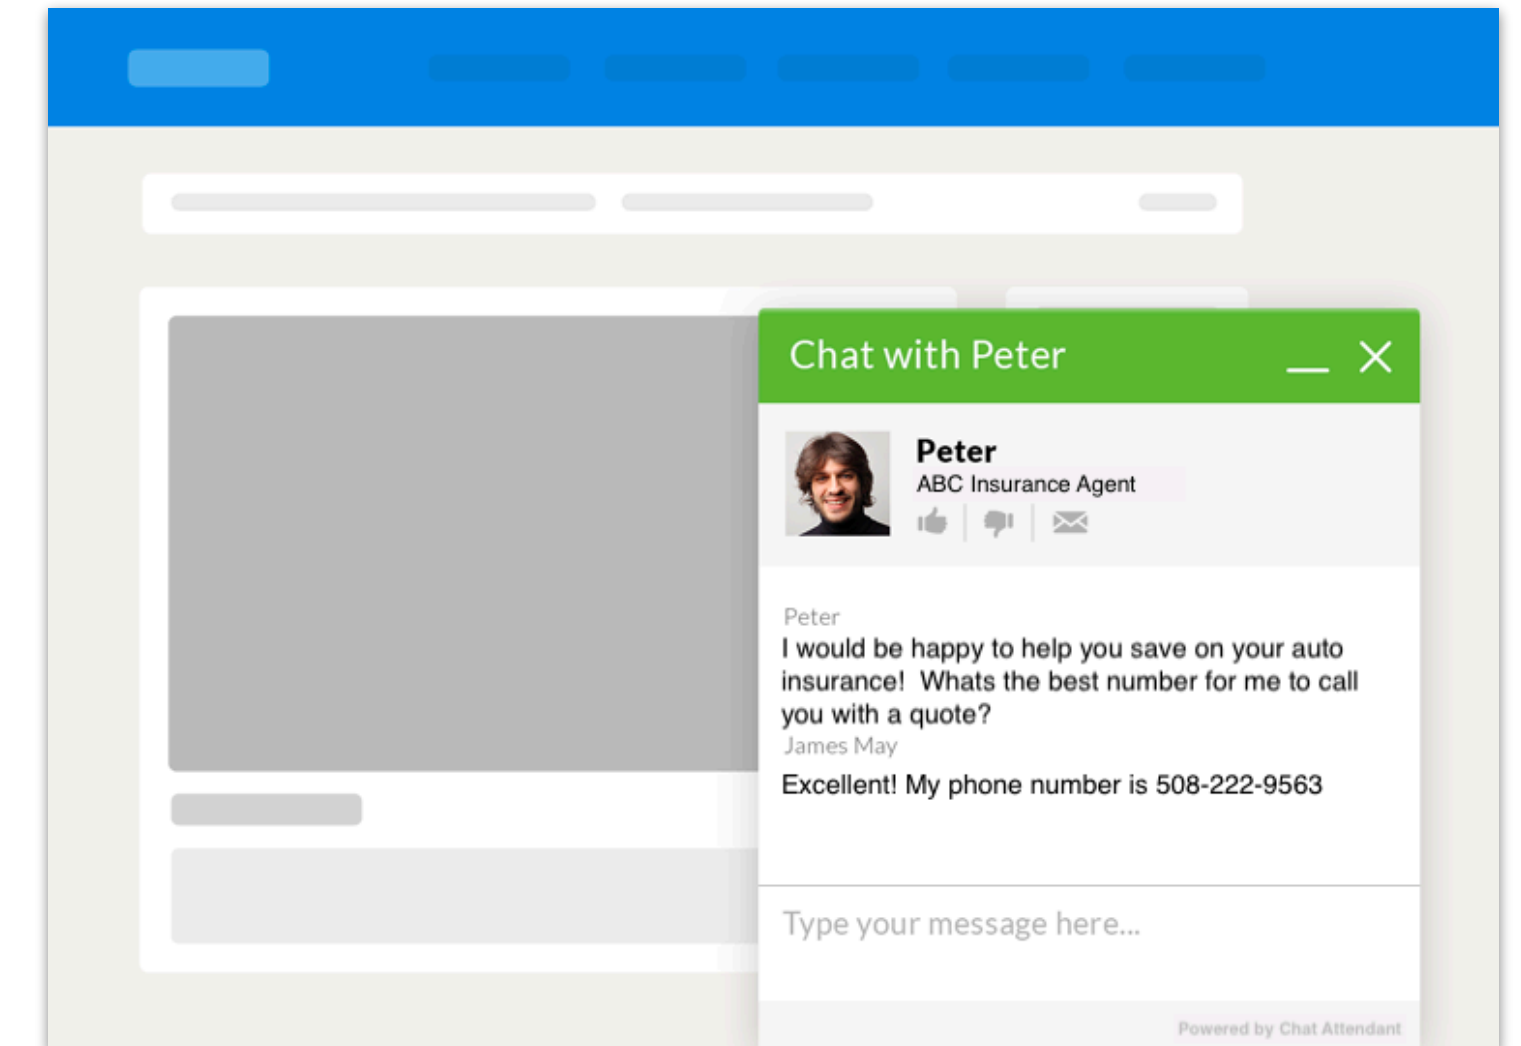 Chat with Peter
Peter
ABC Insurance Agent
Peter
I would be happy to help you save on your auto
insurance!  Whats the best number for me to call
you with a quote?
James May
Excellent! My phone number is 508-222-9563
Type your message here...
Powered by Chat Attendant